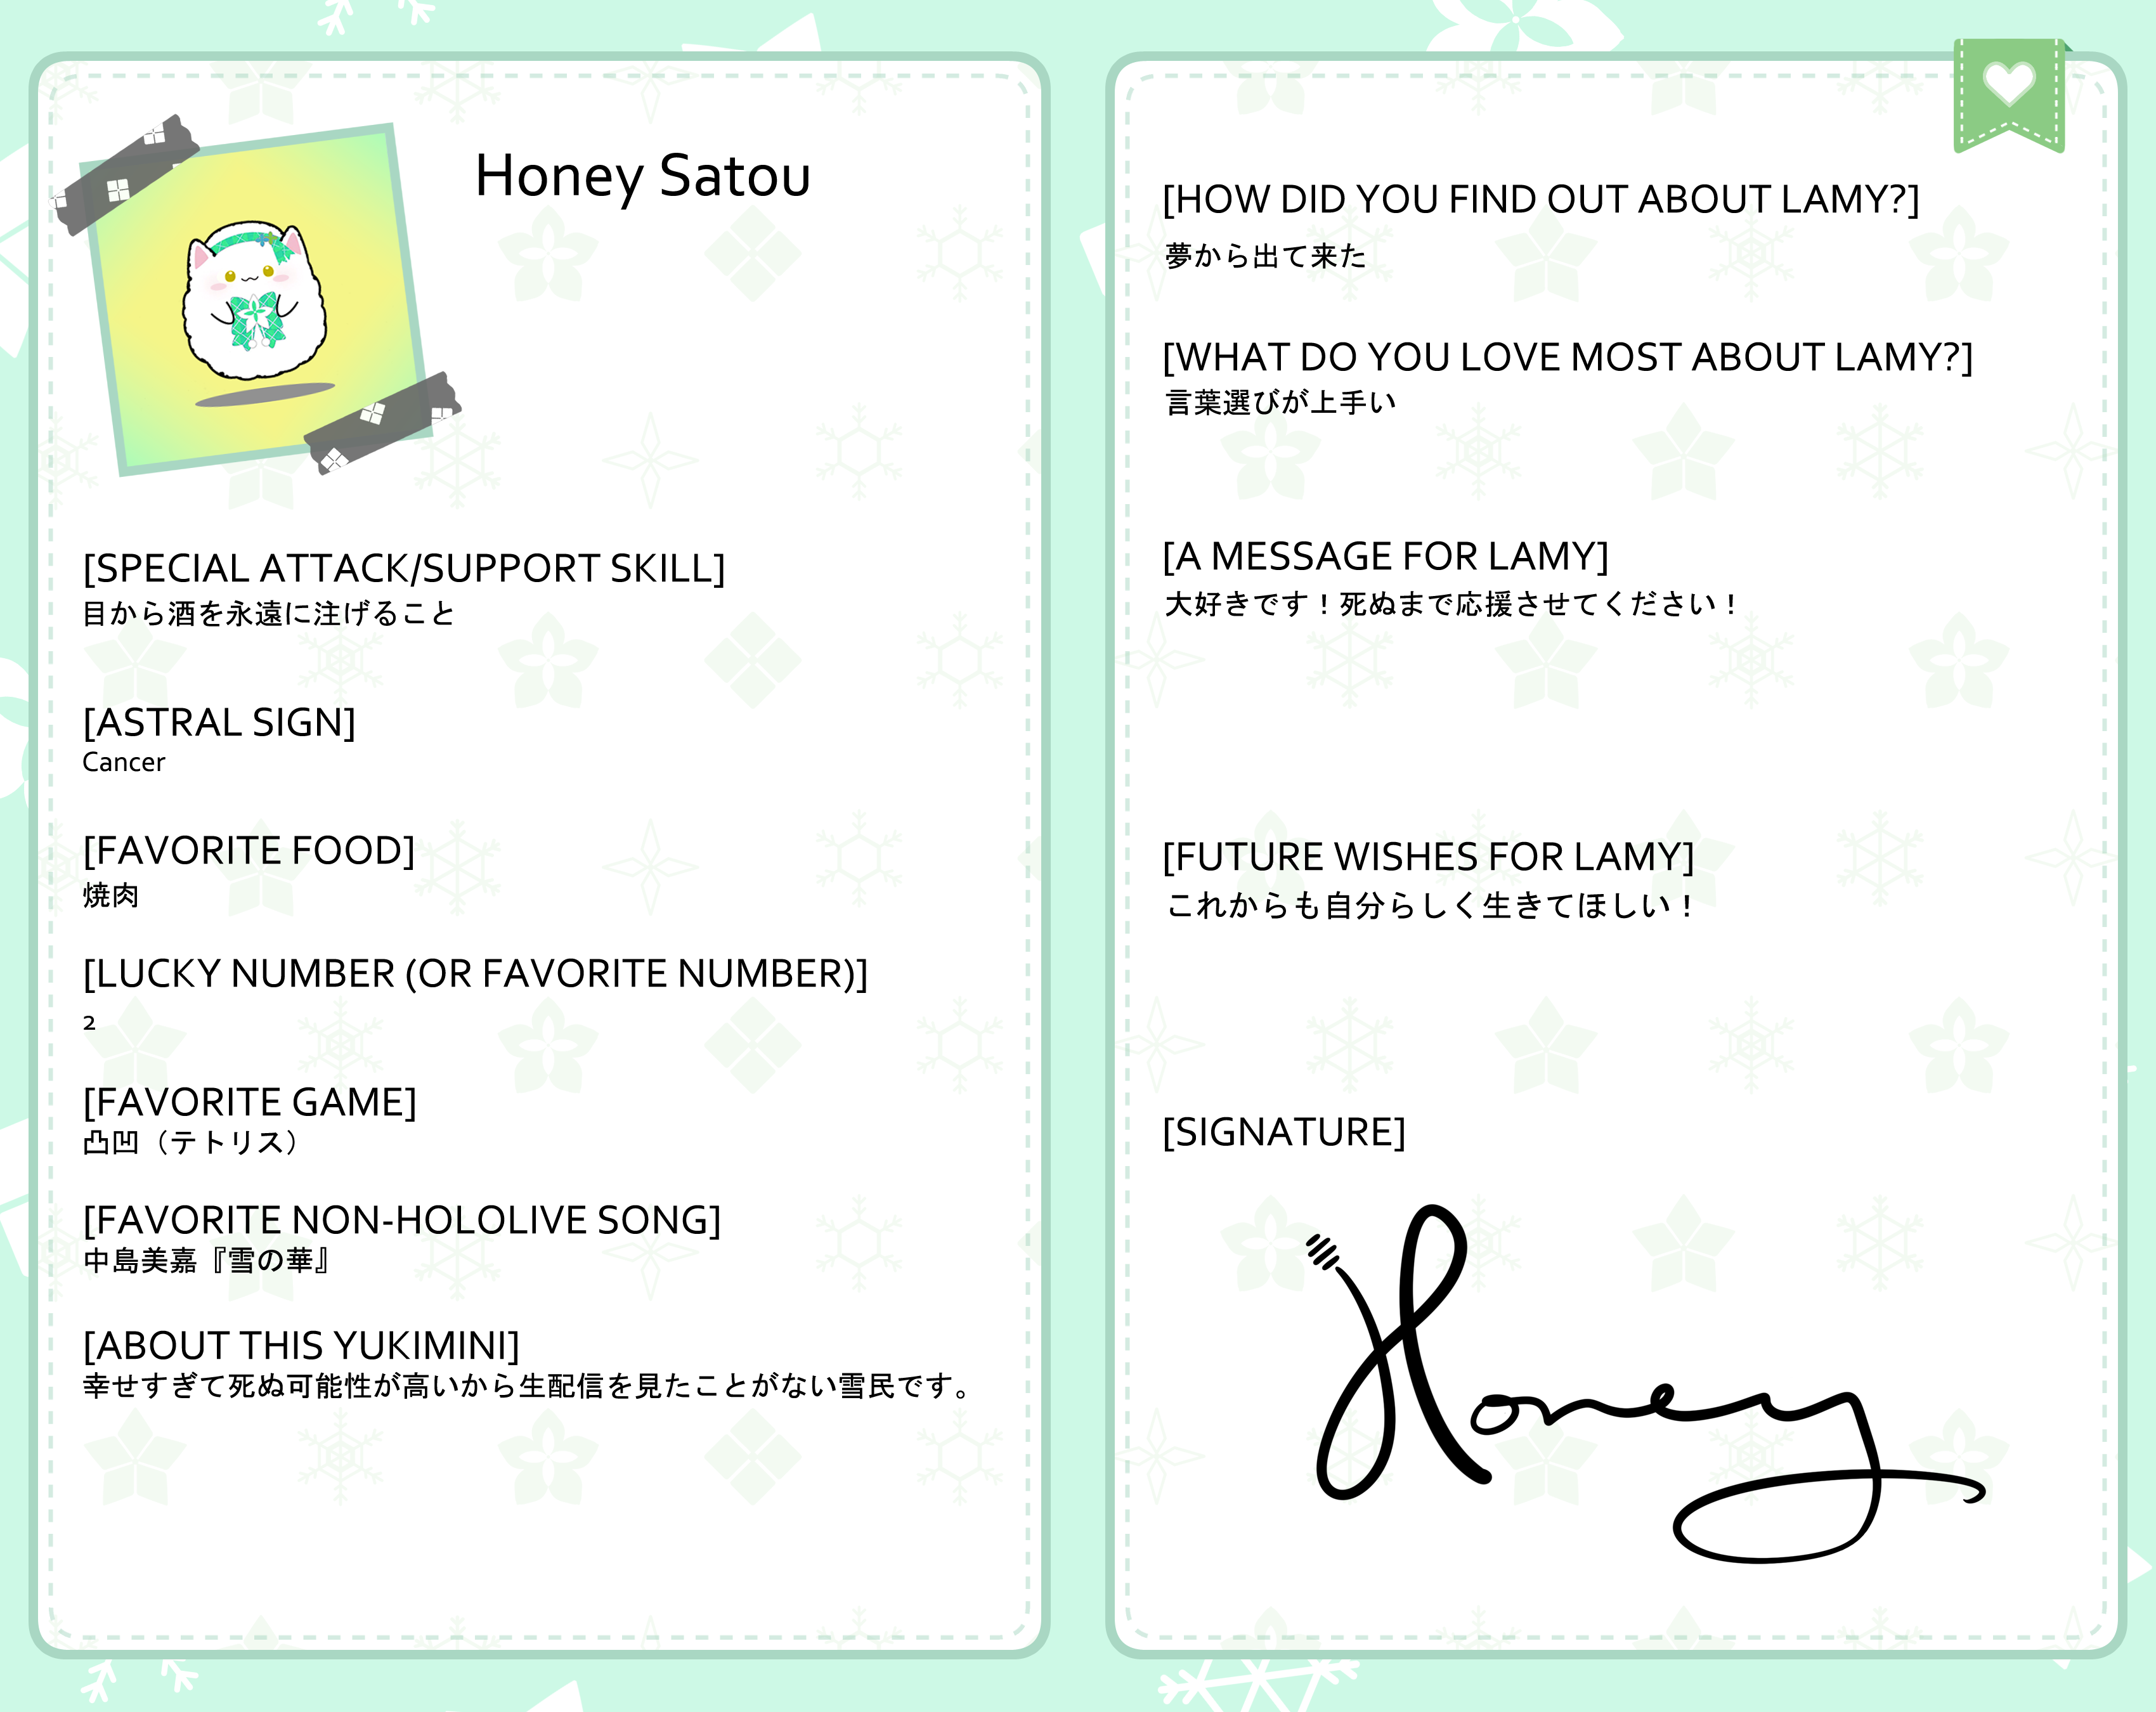 Honey Satou
[SPECIAL ATTACK/SUPPORT SKILL]
目から酒を永遠に注げること
[ASTRAL SIGN]
Cancer
[FAVORITE FOOD]
焼肉
[LUCKY NUMBER (OR FAVORITE NUMBER)]
2
[FAVORITE GAME]
凸凹（テトリス）
[FAVORITE NON-HOLOLIVE SONG]
中島美嘉『雪の華』
[ABOUT THIS YUKIMINI]
幸せすぎて死ぬ可能性が高いから生配信を見たことがない雪民です。
[HOW DID YOU FIND OUT ABOUT LAMY?]
夢から出て来た
[WHAT DO YOU LOVE MOST ABOUT LAMY?]
言葉選びが上手い
[A MESSAGE FOR LAMY]
大好きです！死ぬまで応援させてください！
[FUTURE WISHES FOR LAMY]
これからも自分らしく生きてほしい！
[SIGNATURE]
Honey